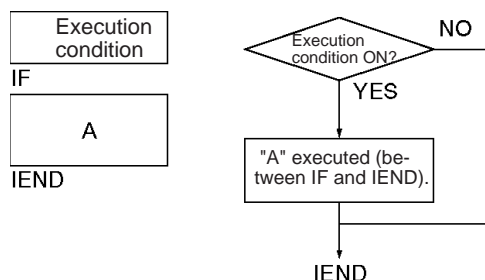 Execution
condition
IF
A
IEND
Execution
condition ON?
NO
YES
"A" executed (be-
tween IF and IEND).
IEND